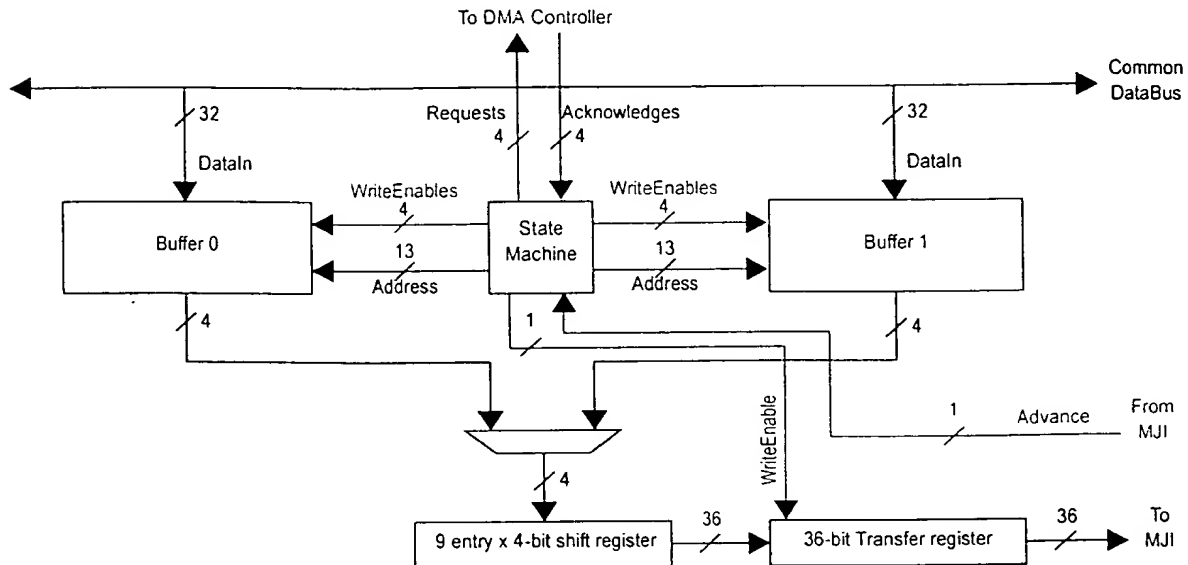 To DMA Controller
Common
DataBus
32
Requests
4
Acknowledges
4
32
DataIn
DataIn
WriteEnables
4
WriteEnables
4
Buffer 0
State
Machine
Buffer 1
13
Address
13
Address
4
1
4
WriteEnable
1
Advance
From
MJI
4
9 entry x 4-bit shift register
36
36-bit Transfer register
36
To
MJI